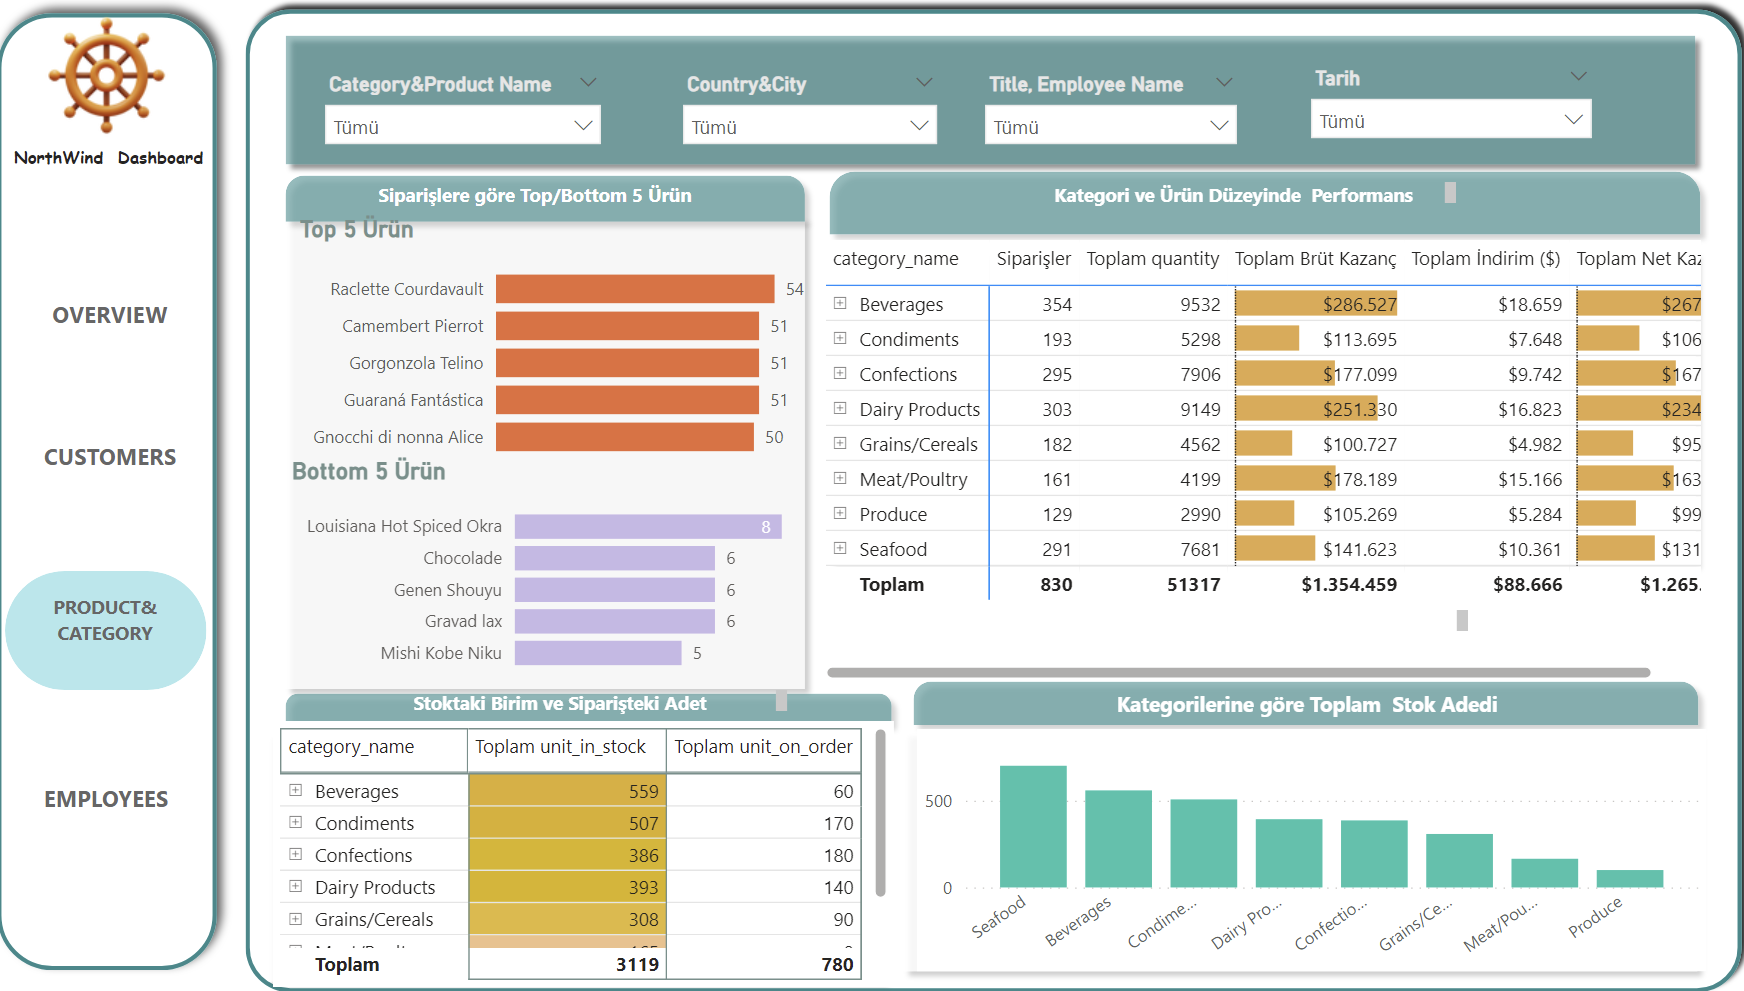 NorthWind Dashboard
OVERVIEW
CUSTOMERS
PRODUCT&
CATEGORY
EMPLOYEES
Category&Product Name
Tümü
Country&City
Tümü
Title, Employee Name
Tümü
Tarih
Tümü
Siparişlere göre Top/Bottom 5 Ürün
Top 5 Ürün
Raclette Courdavault 54
Camembert Pierrot 51
Gorgonzola Telino 51
Guaraná Fantástica 51
Gnocchi di nonna Alice 50
Bottom 5 Ürün
Louisiana Hot Spiced Okra 8
Chocolade 6
Genen Shouyu 6
Gravad lax 6
Mishi Kobe Niku 5
Kategori ve Ürün Düzeyinde Performans
category_name Siparişler Toplam quantity Toplam Brüt Kazanç Toplam İndirim ($) Toplam Net Kaz
Beverages 354 9532 $286.527 $18.659 $267
Condiments 193 5298 $113.695 $7.648 $106
Confections 295 7906 $177.099 $9.742 $167
Dairy Products 303 9149 $251.330 $16.823 $234
Grains/Cereals 182 4562 $100.727 $4.982 $95
Meat/Poultry 161 4199 $178.189 $15.166 $163
Produce 129 2990 $105.269 $5.284 $99
Seafood 291 7681 $141.623 $10.361 $131
Toplam 830 51317 $1.354.459 $88.666 $1.265.
Stoktaki Birim ve Siparişteki Adet
category_name Toplam unit_in_stock Toplam unit_on_order
Beverages 559 60
Condiments 507 170
Confections 386 180
Dairy Products 393 140
Grains/Cereals 308 90
Toplam 3119 780
Kategorilerine göre Toplam Stok Adedi
500
0
Seafood
Beverages
Condime...
Dairy Pro...
Confectio...
Grains/Ce...
Meat/Pou...
Produce